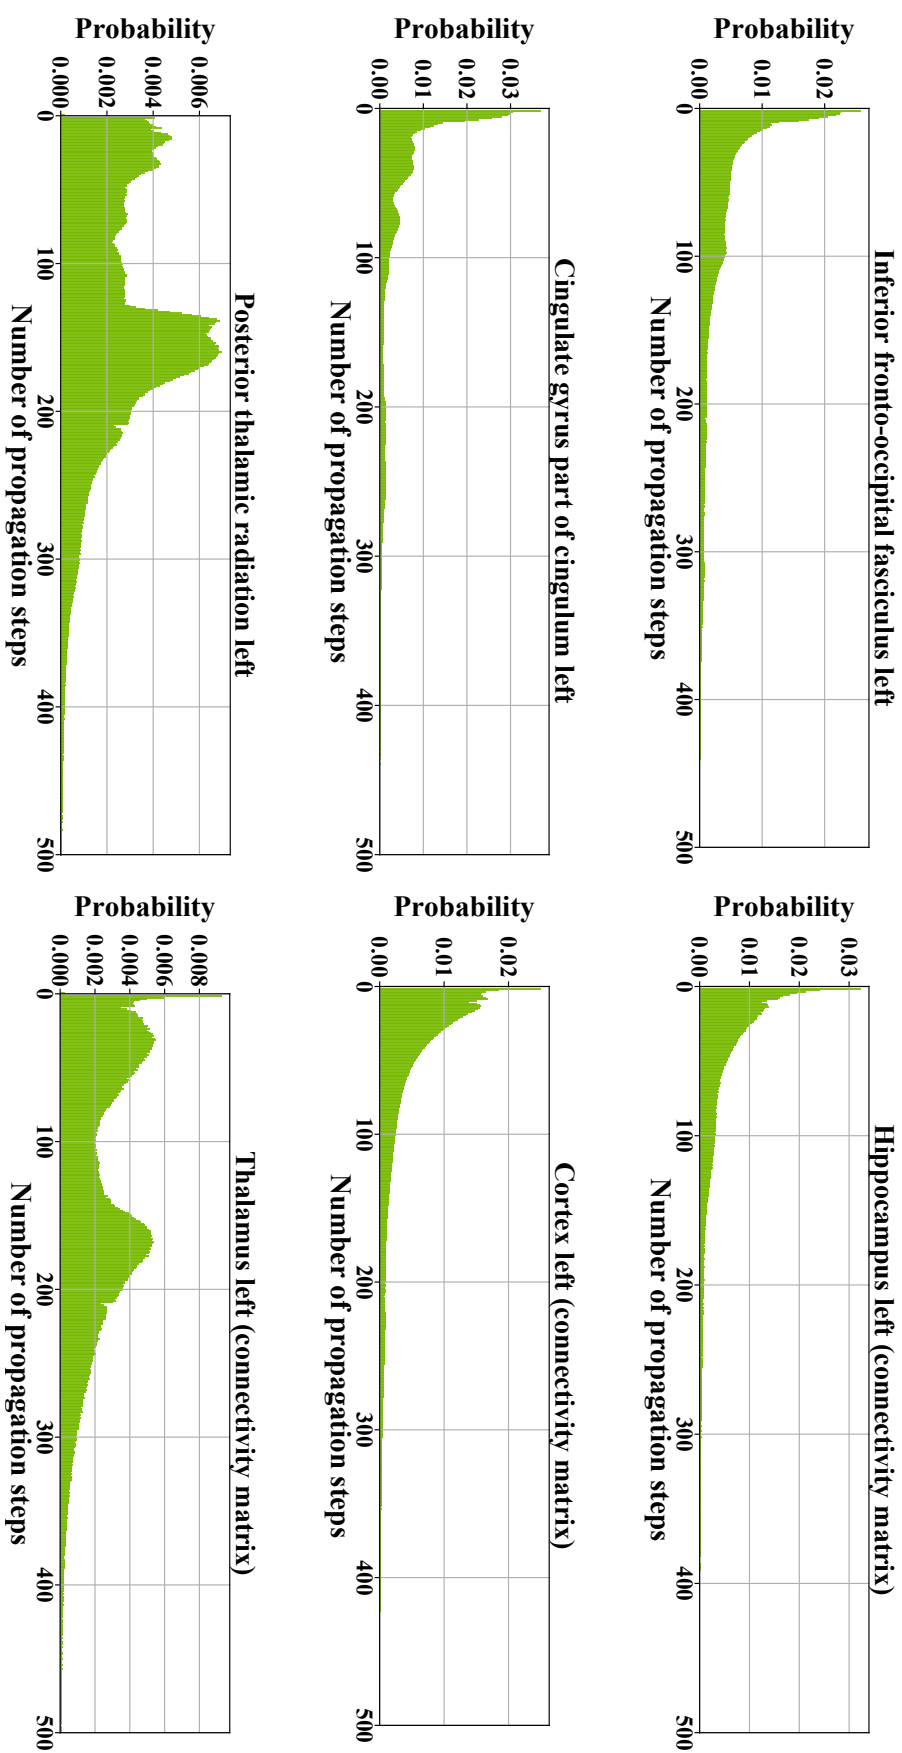 Inferior fronto-occipital fasciculus left
Probability
0.02
0.01
0.00
0 100 200 300 400 500
Number of propagation steps
Hippocampus left (connectivity matrix)
Probability
0.03
0.02
0.01
0.00
0 100 200 300 400 500
Number of propagation steps
Cingulate gyrus part of cingulum left
Probability
0.03
0.02
0.01
0.00
0 100 200 300 400 500
Number of propagation steps
Cortex left (connectivity matrix)
Probability
0.02
0.01
0.00
0 100 200 300 400 500
Number of propagation steps
Posterior thalamic radiation left
Probability
0.006
0.004
0.002
0.000
0 100 200 300 400 500
Number of propagation steps
Thalamus left (connectivity matrix)
Probability
0.008
0.006
0.004
0.002
0.000
0 100 200 300 400 500
Number of propagation steps